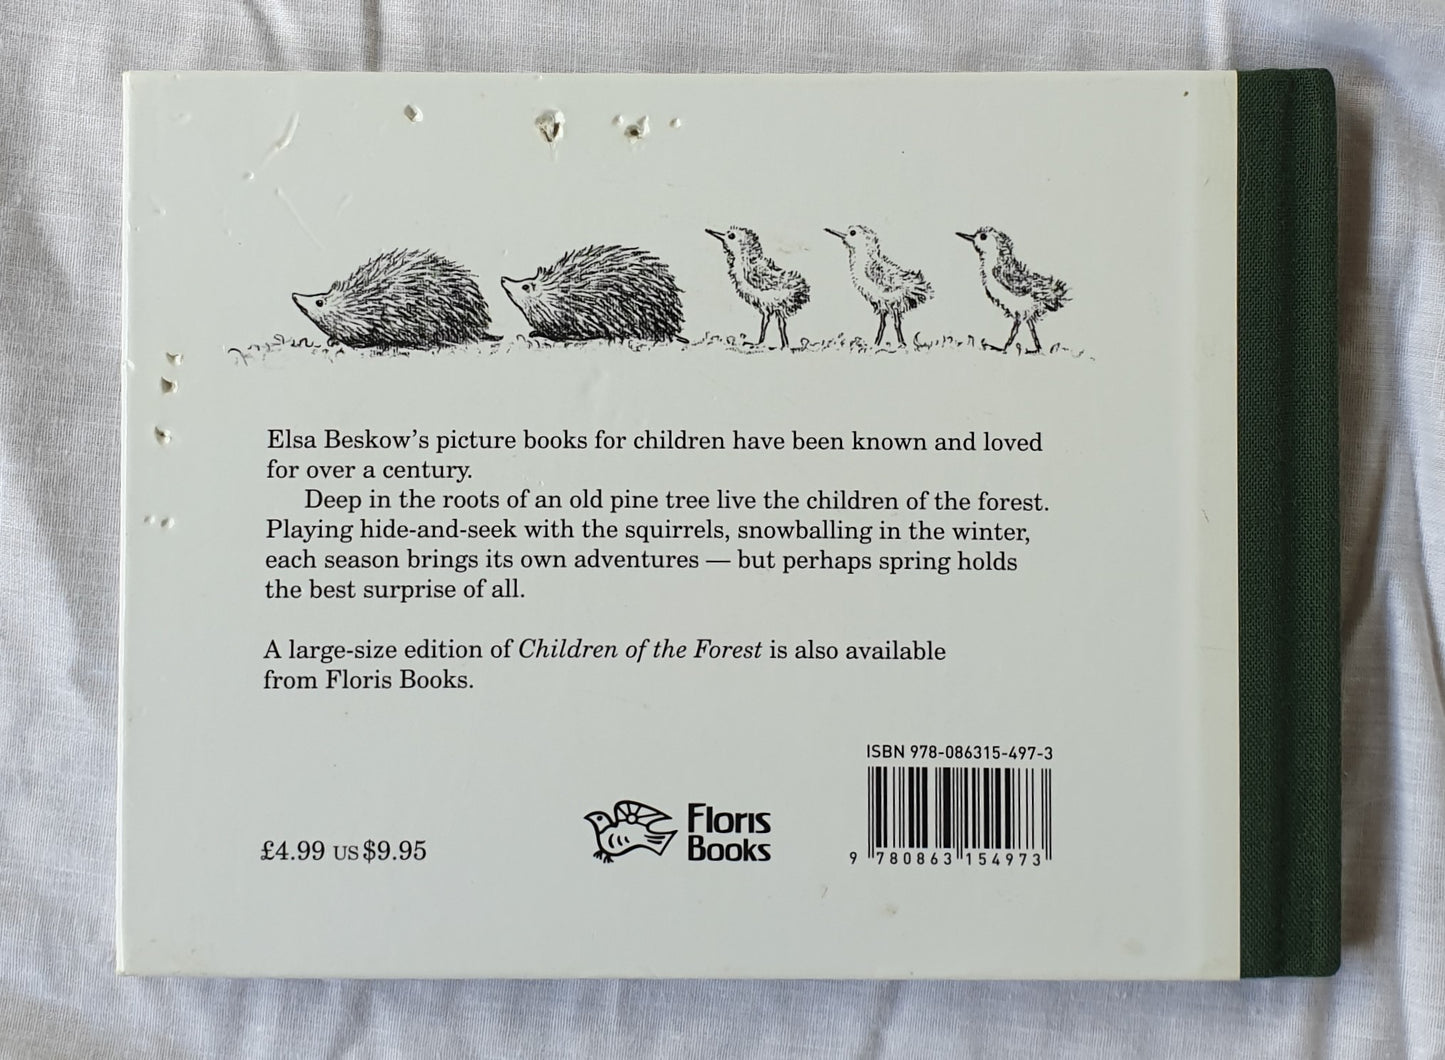 Elsa Beskow's picture books for children have been known and loved
for over a century.
Deep in the roots of an old pine tree live the children of the forest.
Playing hide-and-seek with the squirrels, snowballing in the winter,
each season brings its own adventures — but perhaps spring holds
the best surprise of all.
A large-size edition of Children of the Forest is also available
from Floris Books.
ISBN 978-086315-497-3
£4.99 US $9.95
Floris
Books
9 780863 154973